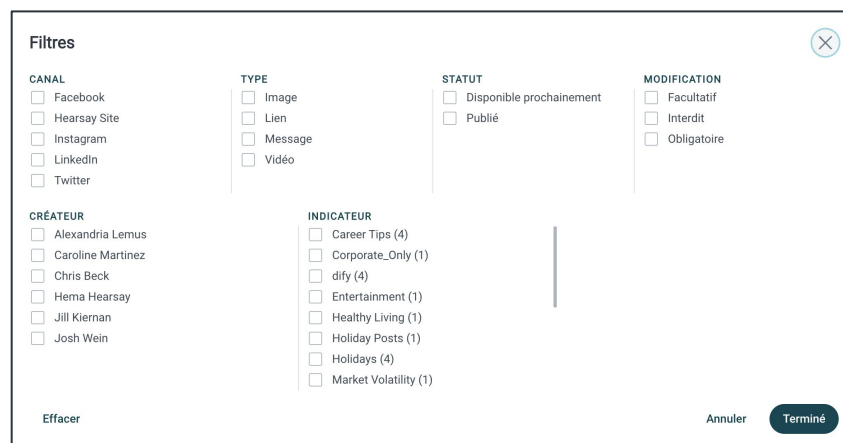 Filtres
CANAL
Facebook
Hearsay Site
Instagram
LinkedIn
Twitter
TYPE
Image
Lien
Message
Vidéo
STATUT
Disponible prochainement
Publié
MODIFICATION
Facultatif
Interdit
Obligatoire
CRÉATEUR
Alexandria Lemus
Caroline Martinez
Chris Beck
Hema Hearsay
Jill Kiernan
Josh Wein
INDICATEUR
Career Tips (4)
Corporate_Only (1)
dify (4)
Entertainment (1)
Healthy Living (1)
Holiday Posts (1)
Holidays (4)
Market Volatility (1)
Effacer
Annuler
Terminé